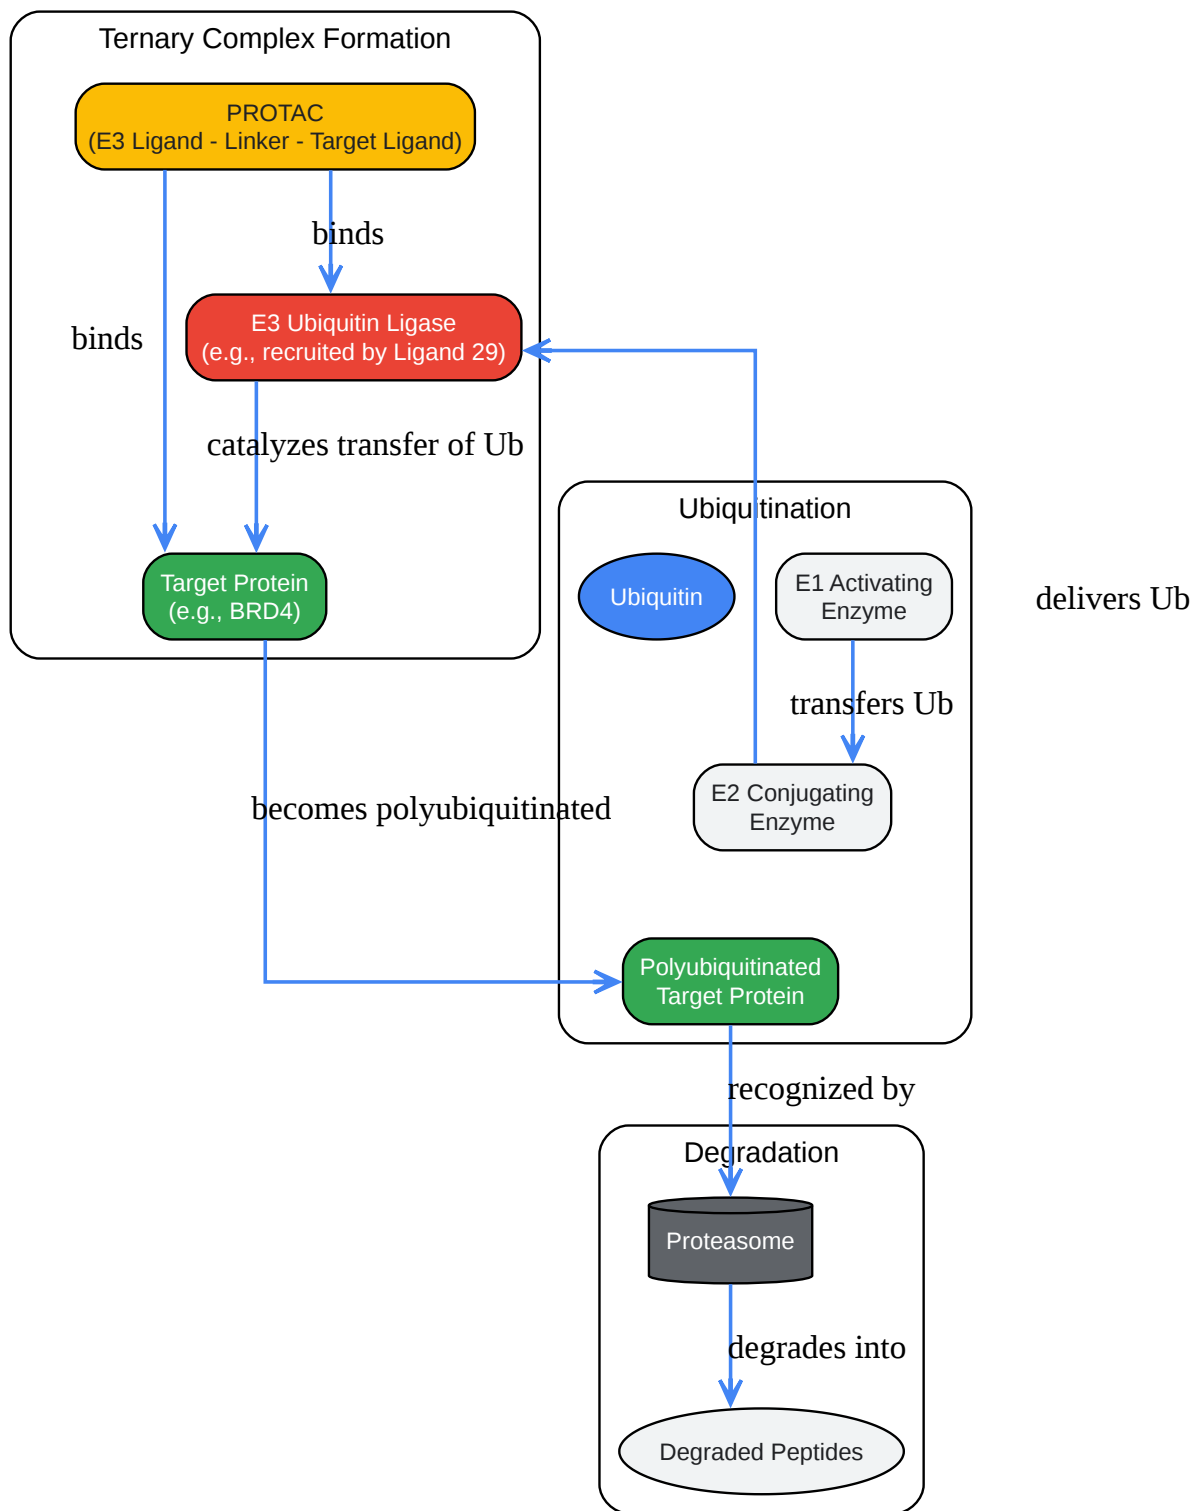 Ternary Complex Formation
PROTAC
(E3 Ligand - Linker - Target Ligand)
binds
binds
E3 Ubiquitin Ligase
(e.g., recruited by Ligand 29)
catalyzes transfer of Ub
Target Protein
(e.g., BRD4)
Ubiquitination
Ubiquitin
E1 Activating
Enzyme
delivers Ub
transfers Ub
E2 Conjugating
Enzyme
becomes polyubiquitinated
Polyubiquitinated
Target Protein
recognized by
Degradation
Proteasome
degrades into
Degraded Peptides